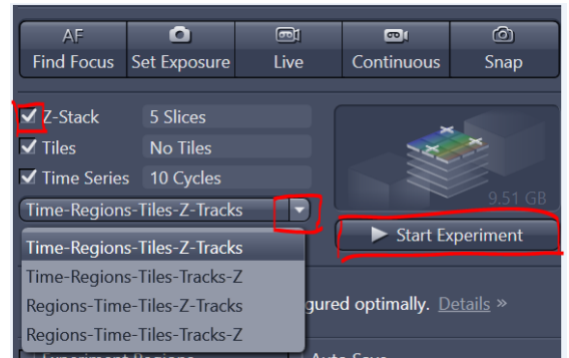 AF
Find Focus Set Exposure Live Continuous Snap
Z-Stack 5 Slices
Tiles No Tiles
Time Series 10 Cycles
9.51 GB
Time-Regions-Tiles-Z-Tracks
Start Experiment
Time-Regions-Tiles-Z-Tracks
Time-Regions-Tiles-Tracks-Z
Regions-Time-Tiles-Z-Tracks
gured optimally. Details »
Regions-Time-Tiles-Tracks-Z
Experiment Regions Auto Save